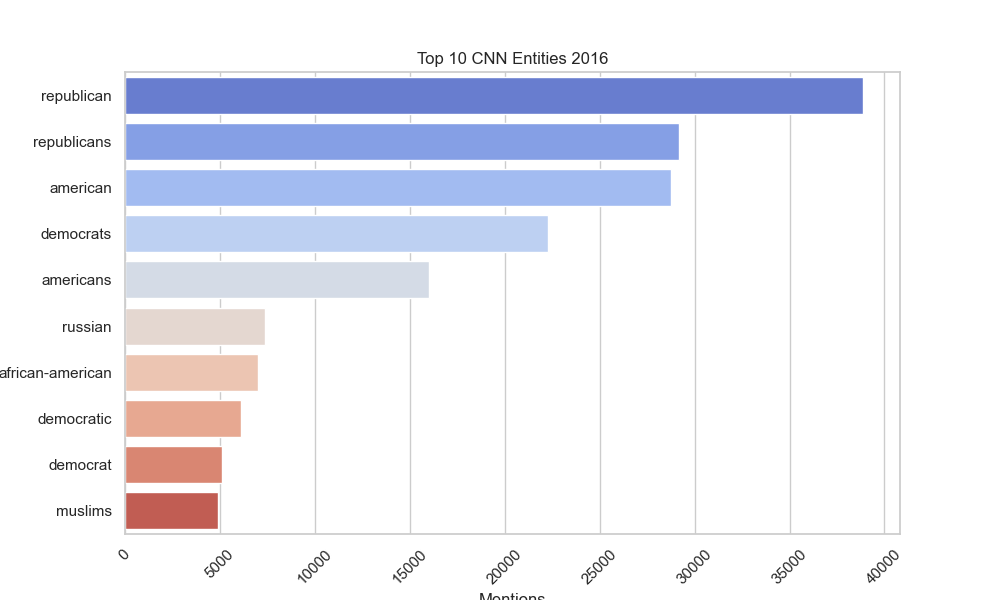 Top 10 CNN Entities 2016
republican
republicans
american
democrats
americans
russian
african-american
democratic
democrat
muslims
0
5000
10000
15000
20000
25000
30000
35000
40000
Mentions